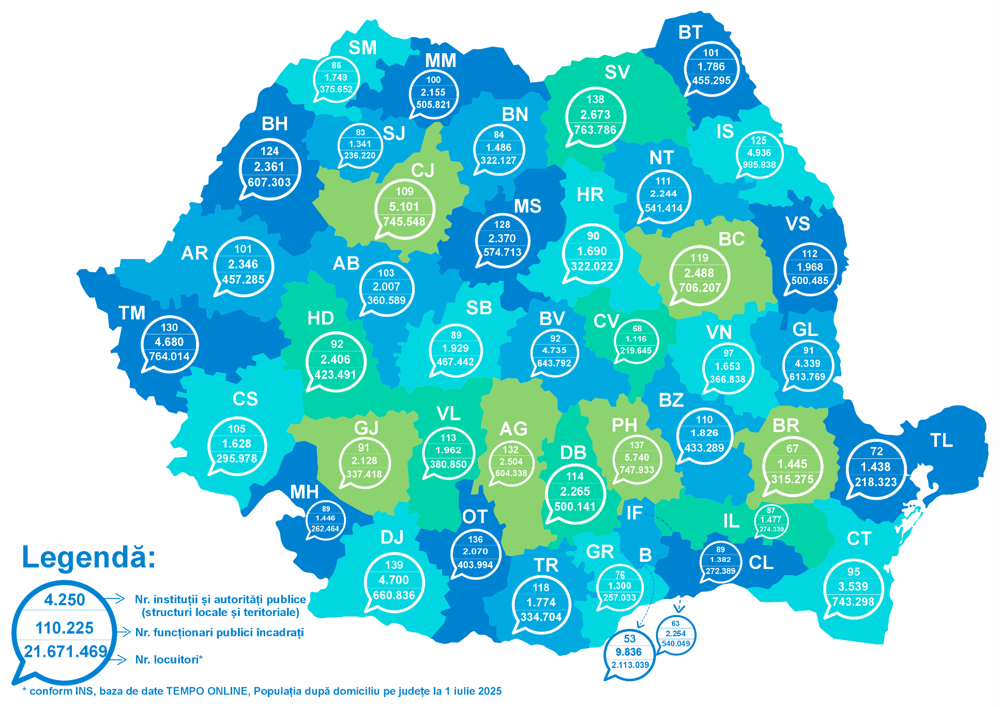 BT
101
1.786
455.295
SM
86
1.749
375.652
MM
100
2.155
505.821
SV
138
2.673
763.786
BH
124
2.361
607.303
SJ
83
1.341
236.220
BN
84
1.486
322.127
IS
125
4.936
985.838
CJ
109
5.101
745.548
NT
111
2.244
541.414
HR
90
1.690
322.022
MS
128
2.370
574.713
VS
112
1.968
500.485
BC
119
2.488
706.207
AR
101
2.346
457.285
AB
103
2.007
360.589
TM
130
4.680
764.014
HD
92
2.406
423.491
SB
89
1.929
467.442
BV
92
4.735
643.792
CV
68
1.116
219.645
VN
97
1.653
366.838
GL
91
4.339
613.769
CS
105
1.628
295.978
GJ
91
2.128
337.418
VL
113
1.962
380.850
AG
132
2.504
604.338
DB
114
2.265
500.141
PH
137
5.740
747.933
BZ
110
1.826
433.289
BR
67
1.445
315.275
TL
72
1.438
218.323
MH
89
1.446
262.464
DJ
139
4.700
660.836
OT
136
2.070
403.994
TR
118
1.774
334.704
GR
76
1.300
257.033
IF
B
IL
87
1.477
274.339
CL
89
1.382
272.389
CT
95
3.539
743.298
63
2.254
540.049
53
9.836
2.113.039
Legendă:
4.250
110.225
21.671.469
Nr. instituții și autorități publice
(structuri locale și teritoriale)
Nr. funcționari publici încadrați
Nr. locuitori*
* conform INS, baza de date TEMPO ONLINE, Populația după domiciliu pe județe la 1 iulie 2025